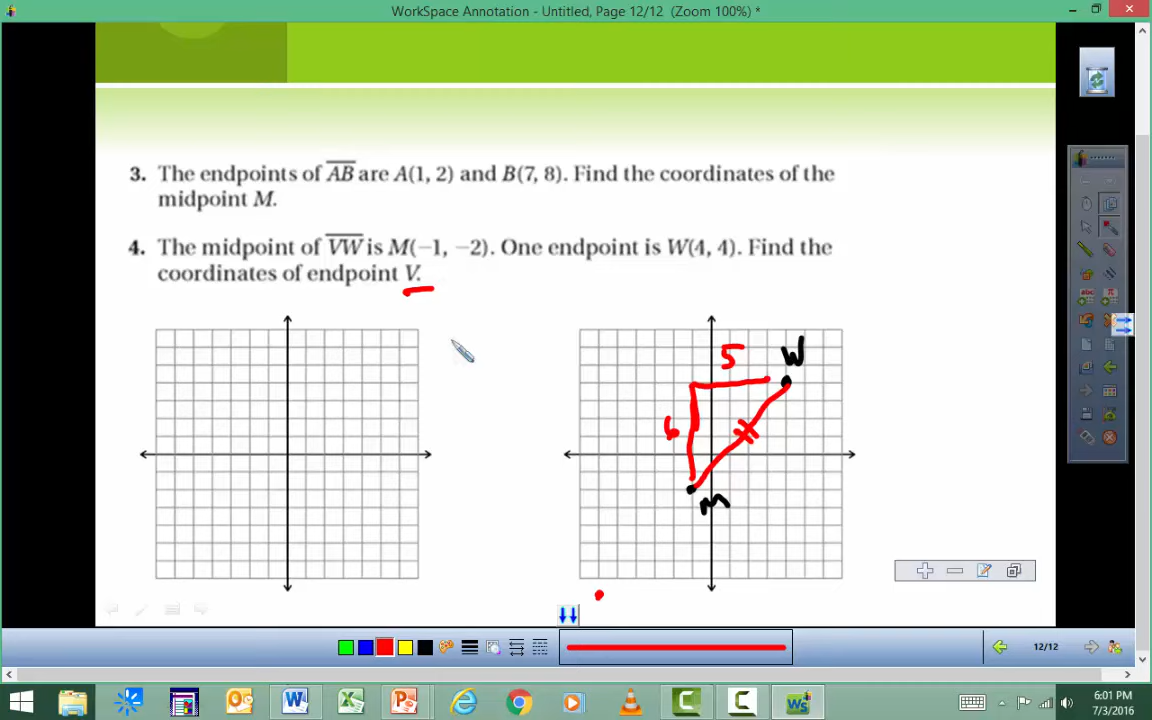 WorkSpace Annotation - Untitled, Page 12/12 (Zoom 100%) *
3. The endpoints of AB are A(1, 2) and B(7, 8). Find the coordinates of the
midpoint M.
4. The midpoint of VW is M(−1, −2). One endpoint is W(4, 4). Find the
coordinates of endpoint V.
5
W
6
M
12/12
6:01 PM
7/3/2016